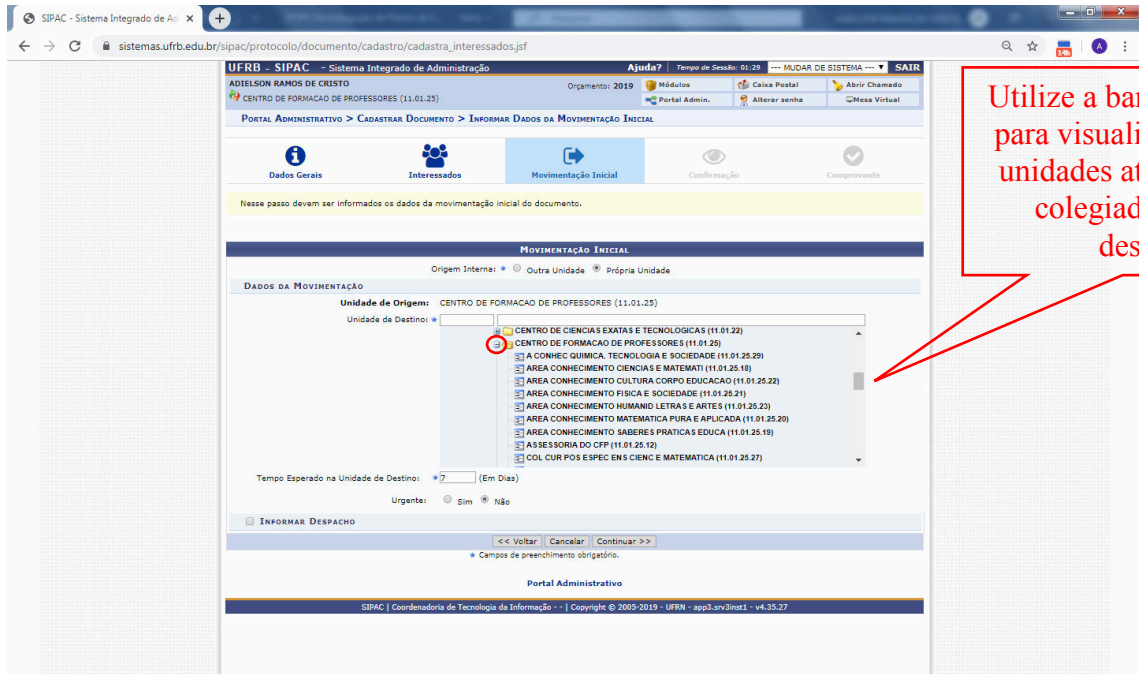 SIPAC - Sistema Integrado de Ad
sistemas.ufrb.edu.br/sipac/protocolo/documento/cadastro/cadastra_interessados.jsf
14h
A
UFRB - SIPAC - Sistema Integrado de Administração
Ajuda? Tempo de Sessão: 01:29 --- MUDAR DE SISTEMA --- SAIR
ADIELSON RAMOS DE CRISTO
Orçamento: 2019 Módulos Caixa Postal Abrir Chamado
CENTRO DE FORMACAO DE PROFESSORES (11.01.25)
Portal Admin. Alterar senha Mesa Virtual
PORTAL ADMINISTRATIVO > CADASTRAR DOCUMENTO > INFORMAR DADOS DA MOVIMENTAÇÃO INICIAL
Dados Gerais Interessados Movimentação Inicial Confirmação Comprovante
Nesse passo devem ser informados os dados da movimentação inicial do documento.
MOVIMENTAÇÃO INICIAL
Origem Interna: Outra Unidade Própria Unidade
DADOS DA MOVIMENTAÇÃO
Unidade de Origem: CENTRO DE FORMACAO DE PROFESSORES (11.01.25)
Unidade de Destino:
CENTRO DE CIENCIAS EXATAS E TECNOLOGICAS (11.01.22)
CENTRO DE FORMACAO DE PROFESSORES (11.01.25)
A CONHEC QUIMICA. TECNOLOGIA E SOCIEDADE (11.01.25.29)
AREA CONHECIMENTO CIENCIAS E MATEMATI (11.01.25.18)
AREA CONHECIMENTO CULTURA CORPO EDUCACAO (11.01.25.22)
AREA CONHECIMENTO FISICA E SOCIEDADE (11.01.25.21)
AREA CONHECIMENTO HUMANID LETRAS E ARTES (11.01.25.23)
AREA CONHECIMENTO MATEMATICA PURA E APLICADA (11.01.25.20)
AREA CONHECIMENTO SABERES PRATICAS EDUCA (11.01.25.19)
ASSESSORIA DO CFP (11.01.25.12)
COL CUR POS ESPEC ENS CIENC E MATEMATICA (11.01.25.27)
Tempo Esperado na Unidade de Destino: 7 (Em Dias)
Urgente: Sim Não
INFORMAR DESPACHO
<< Voltar Cancelar Continuar >>
Campos de preenchimento obrigatório.
Portal Administrativo
SIPAC | Coordenadoria de Tecnologia da Informação - - | Copyright © 2005-2019 - UFRN - app3.srv3inst1 - v4.35.27
Utilize a bar
para visuali
unidades at
colegiad
des